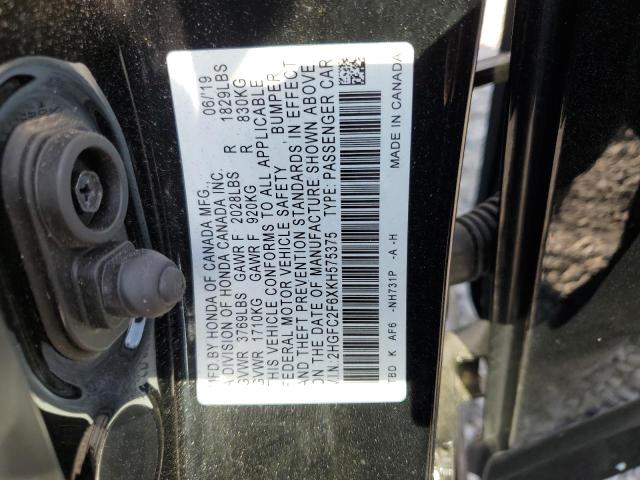 MFD.BY HONDA OF CANADA MFG. 06/19
A DIVISION OF HONDA CANADA INC.
GVWR 3769LBS GAWR F 2028LBS R 1829LBS
GVWR 1710KG GAWR F 920KG R 830KG
THIS VEHICLE CONFORMS TO ALL APPLICABLE
FEDERAL MOTOR VEHICLE SAFETY, BUMPER,
AND THEFT PREVENTION STANDARDS IN EFFECT
ON THE DATE OF MANUFACTURE SHOWN ABOVE
V.I.N.:2HGFC2F6XKH575375 TYPE:PASSENGER CAR
TBD K AF6 -NH731P -A -H MADE IN CANADA